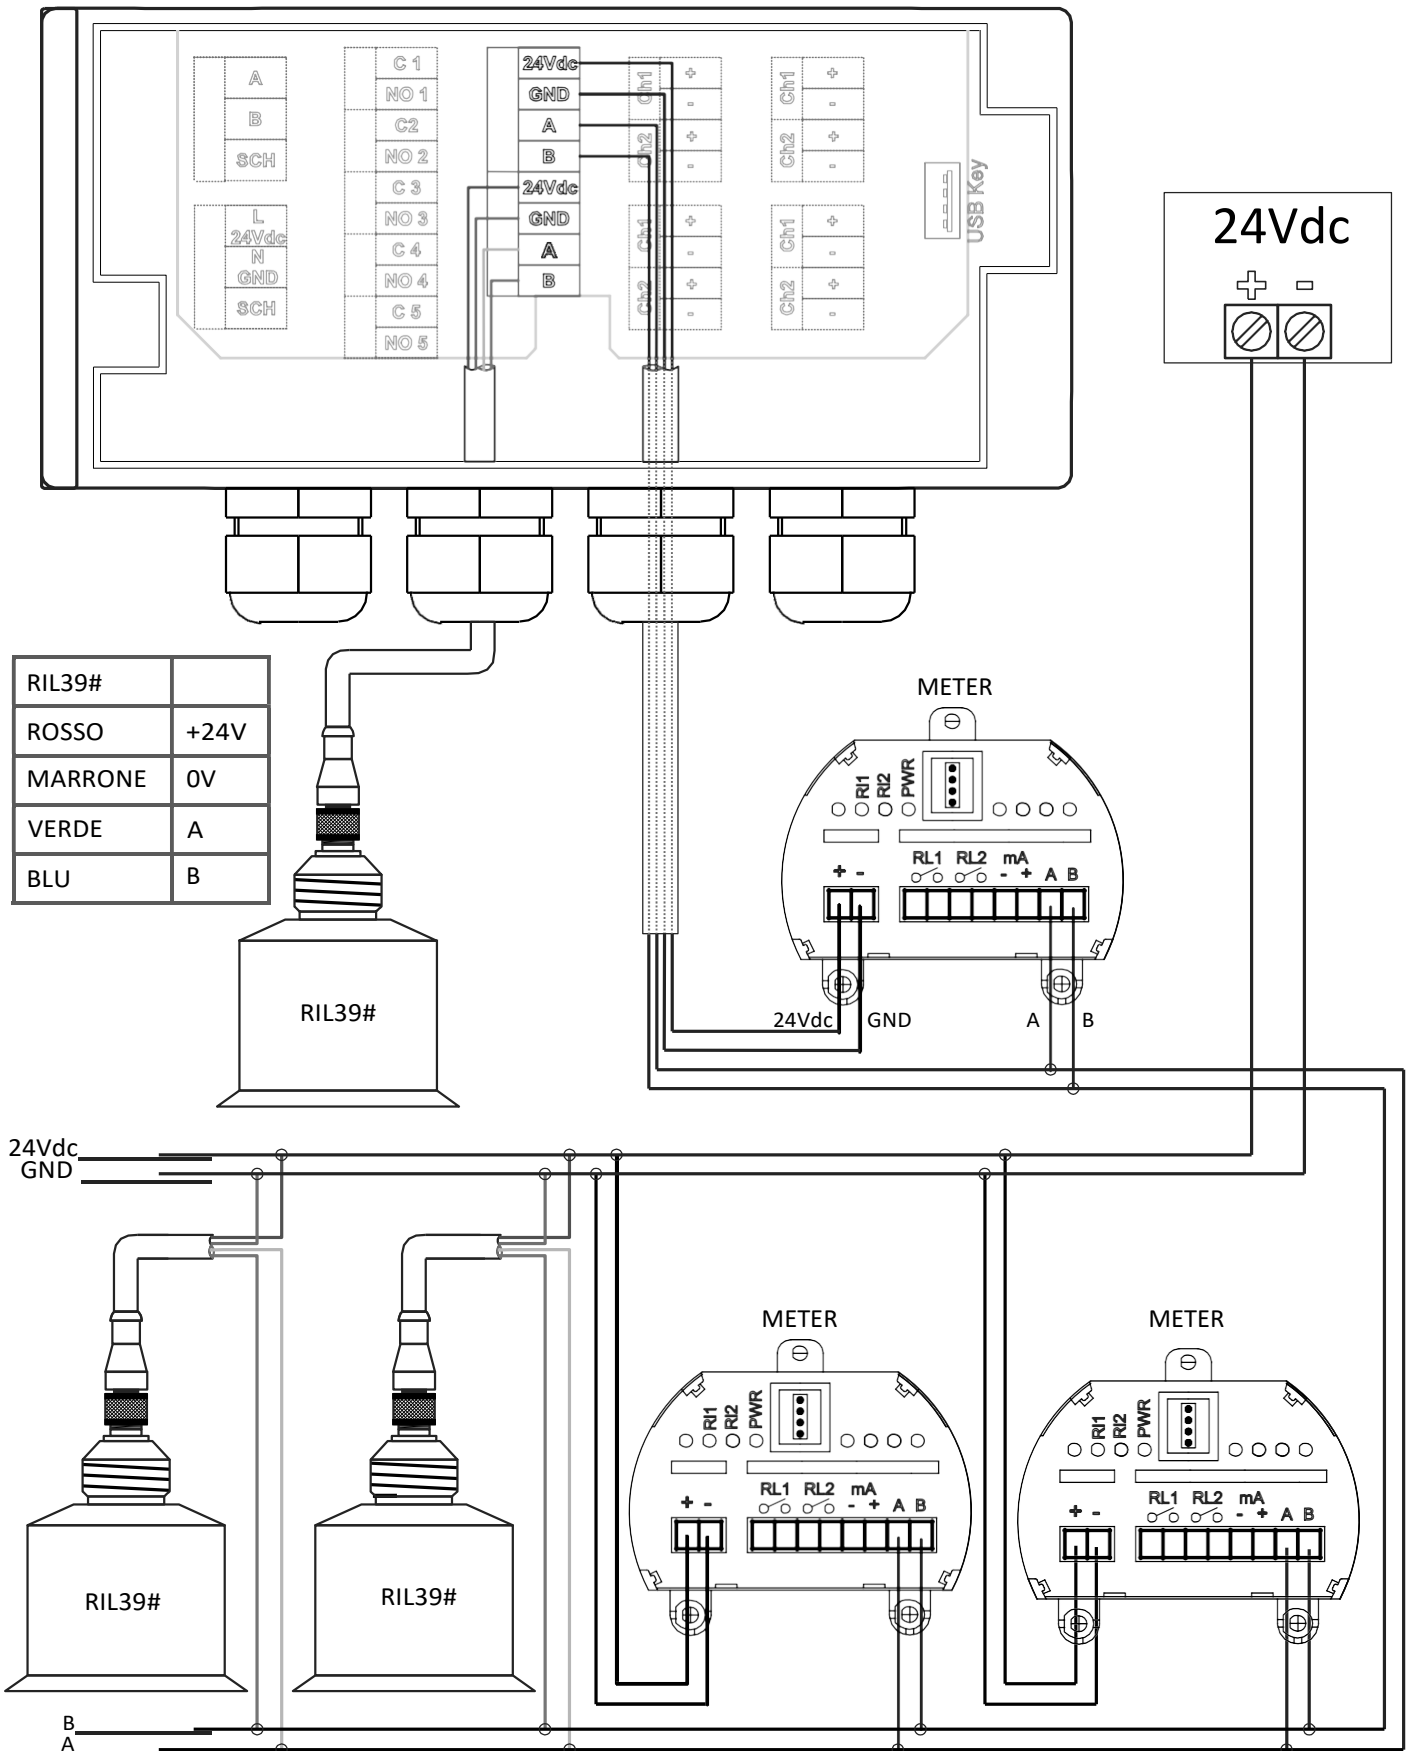 A
B
SCH
L
24Vdc
N
GND
SCH
C 1
NO 1
C2
NO 2
C 3
NO 3
C 4
NO 4
C 5
NO 5
24Vdc
GND
A
B
24Vdc
GND
A
B
Ch1 + -
Ch2 + -
Ch1 + -
Ch2 + -
Ch1 + -
Ch2 + -
Ch1 + -
Ch2 + -
USB Key
24Vdc
+ -
RIL39#
ROSSO +24V
MARRONE 0V
VERDE A
BLU B
RIL39#
METER
RI1 RI2 PWR
RL1 RL2 mA
+ - - + A B
24Vdc GND A B
24Vdc
GND
RIL39#
RIL39#
METER
RI1 RI2 PWR
RL1 RL2 mA
+ - - + A B
METER
RI1 RI2 PWR
RL1 RL2 mA
+ - - + A B
B
A